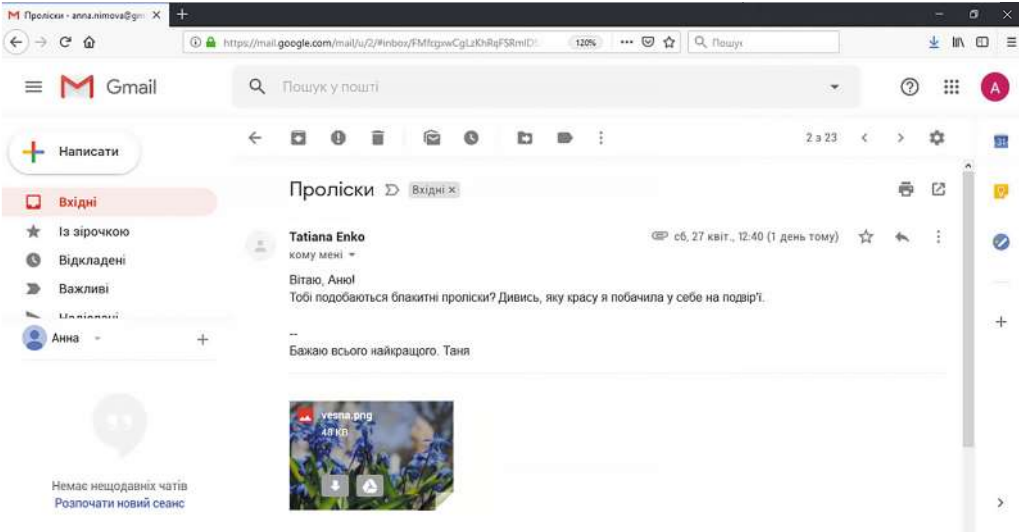 Проліски - anna.nimova@gm
https://mail.google.com/mail/u/2/#inbox/FMfcgxwCgLzKhRqFSRmlD
120%
Пошук
Gmail
Пошук у пошті
A
Написати
2 з 23
31
Проліски
Вхідні ×
Вхідні
Із зірочкою
Відкладені
Важливі
Надіслані
Tatiana Enko
сб, 27 квіт., 12:40 (1 день тому)
кому мені
Вітаю, Аню!
Тобі подобаються блакитні проліски? Дивись, яку красу я побачила у себе на подвір'ї.
--
Бажаю всього найкращого. Таня
Анна
vesna.png
48 KB
Немає нещодавніх чатів
Розпочати новий сеанс